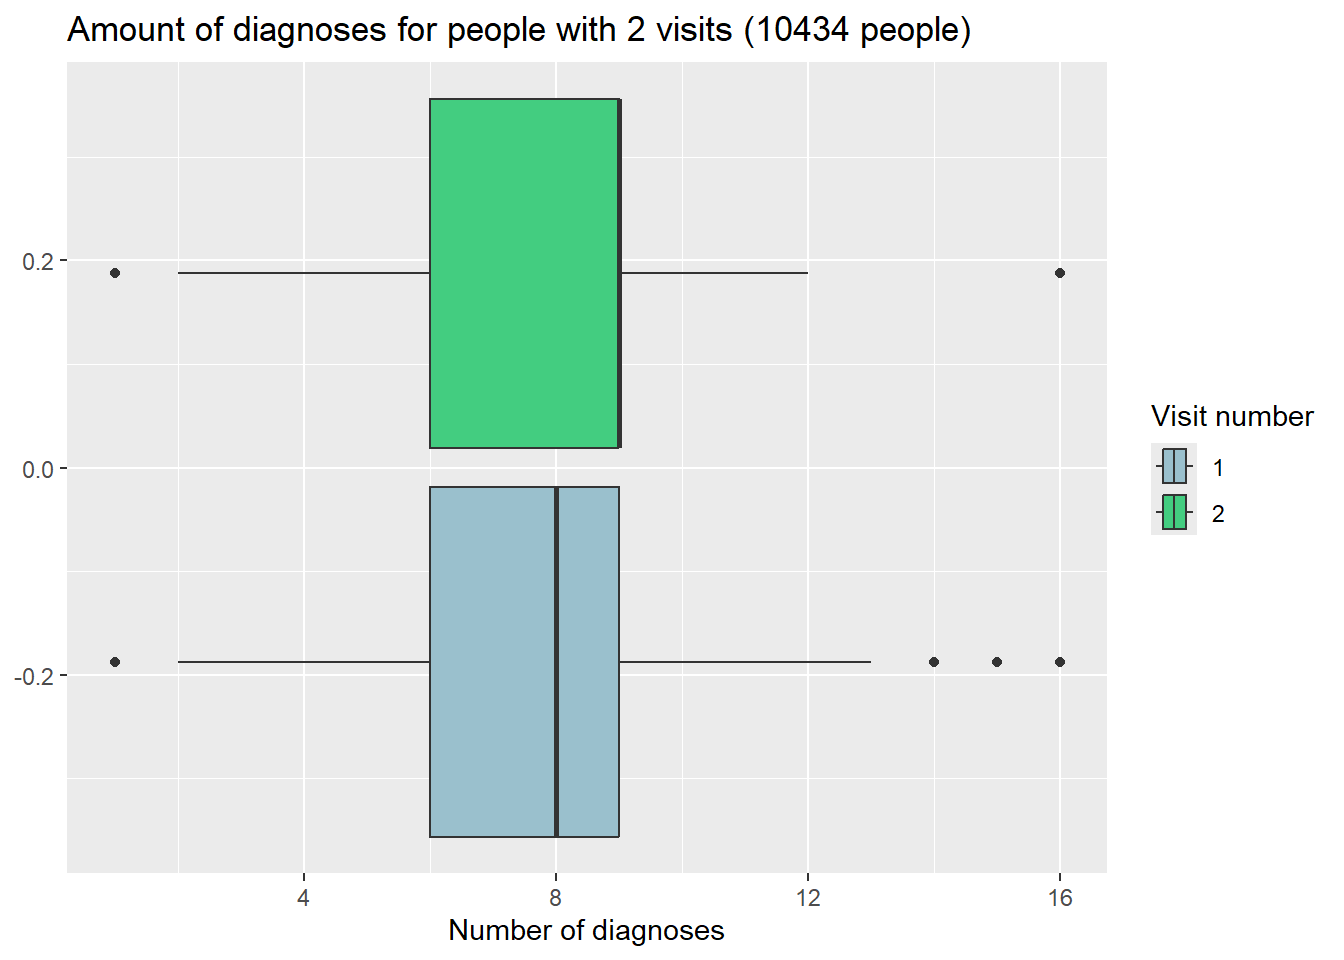 Amount of diagnoses for people with 2 visits (10434 people)
0.2
0.0
-0.2
4 8 12 16
Number of diagnoses
Visit number
1
2